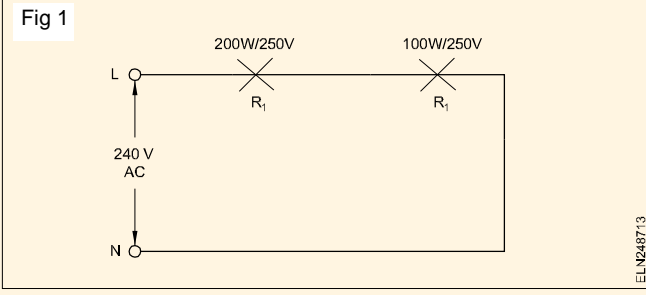 Fig 1
200W/250V 100W/250V
L
R₁ R₁
240 V
AC
N
ELN248713